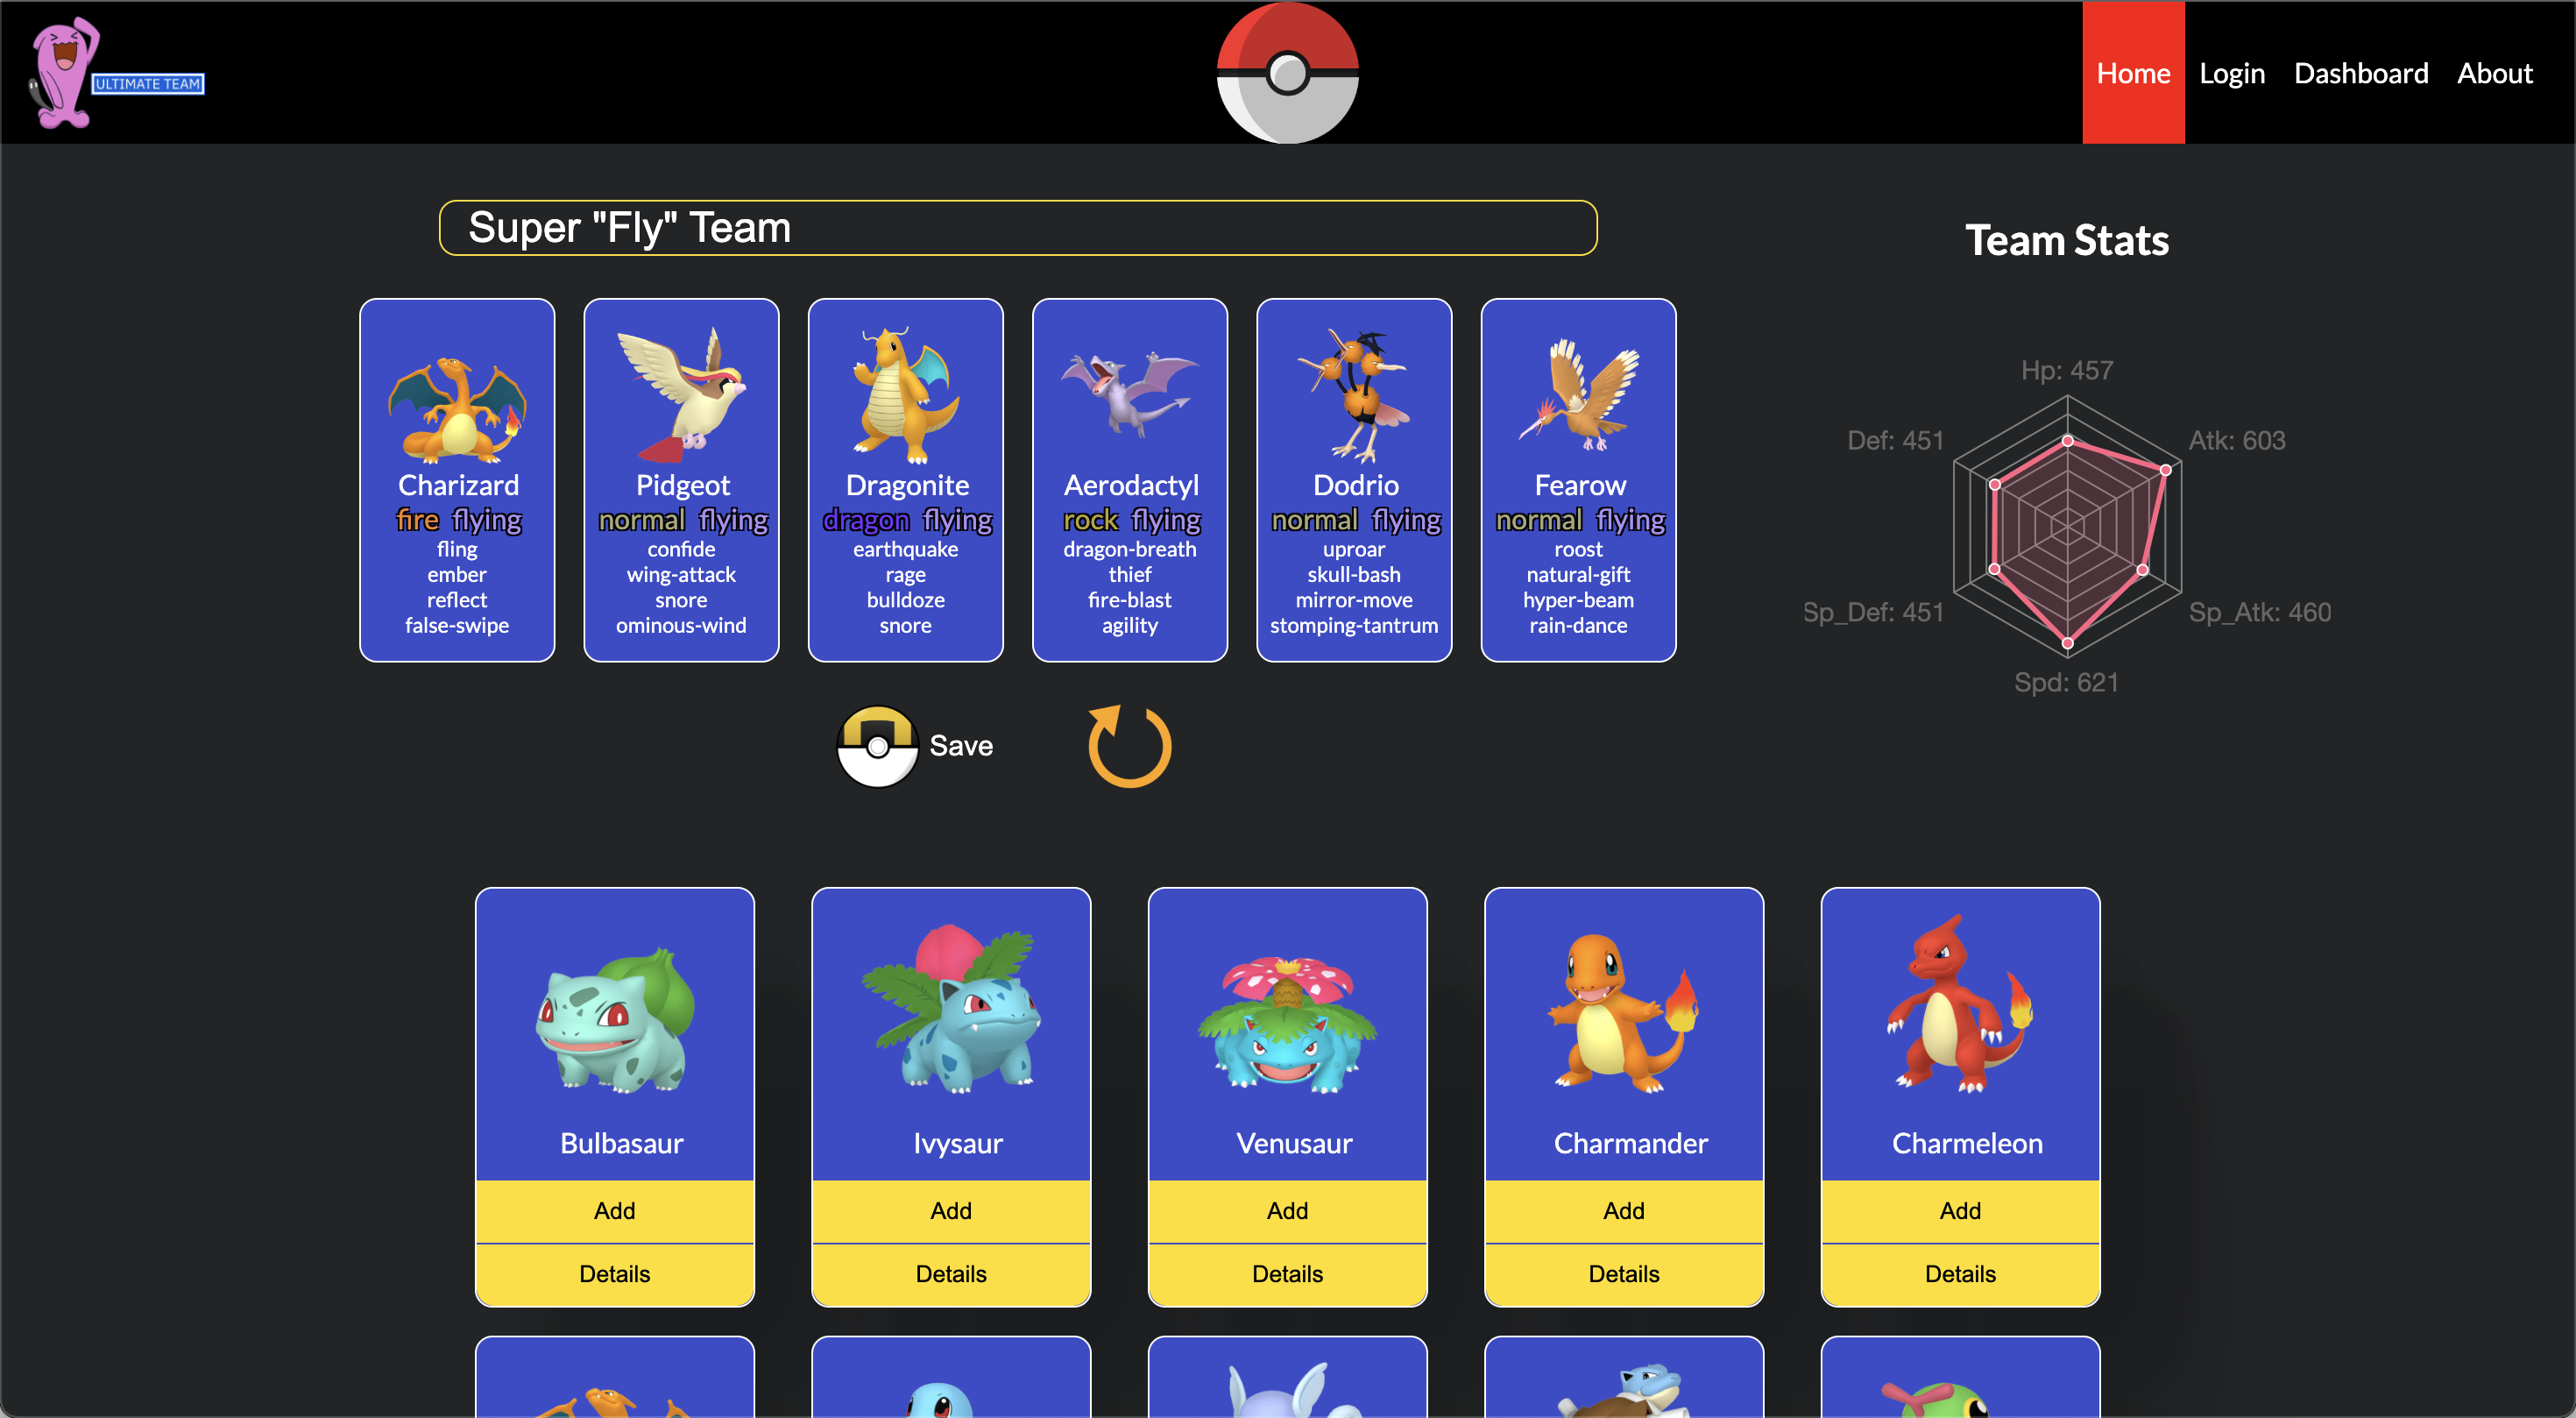 ULTIMATE TEAM
Home Login Dashboard About
Super "Fly" Team
Team Stats
Charizard
fire flying
fling
ember
reflect
false-swipe
Pidgeot
normal flying
confide
wing-attack
snore
ominous-wind
Dragonite
dragon flying
earthquake
rage
bulldoze
snore
Aerodactyl
rock flying
dragon-breath
thief
fire-blast
agility
Dodrio
normal flying
uproar
skull-bash
mirror-move
stomping-tantrum
Fearow
normal flying
roost
natural-gift
hyper-beam
rain-dance
Hp: 457
Def: 451
Atk: 603
Sp_Def: 451
Sp_Atk: 460
Spd: 621
Save
Bulbasaur
Add
Details
Ivysaur
Add
Details
Venusaur
Add
Details
Charmander
Add
Details
Charmeleon
Add
Details